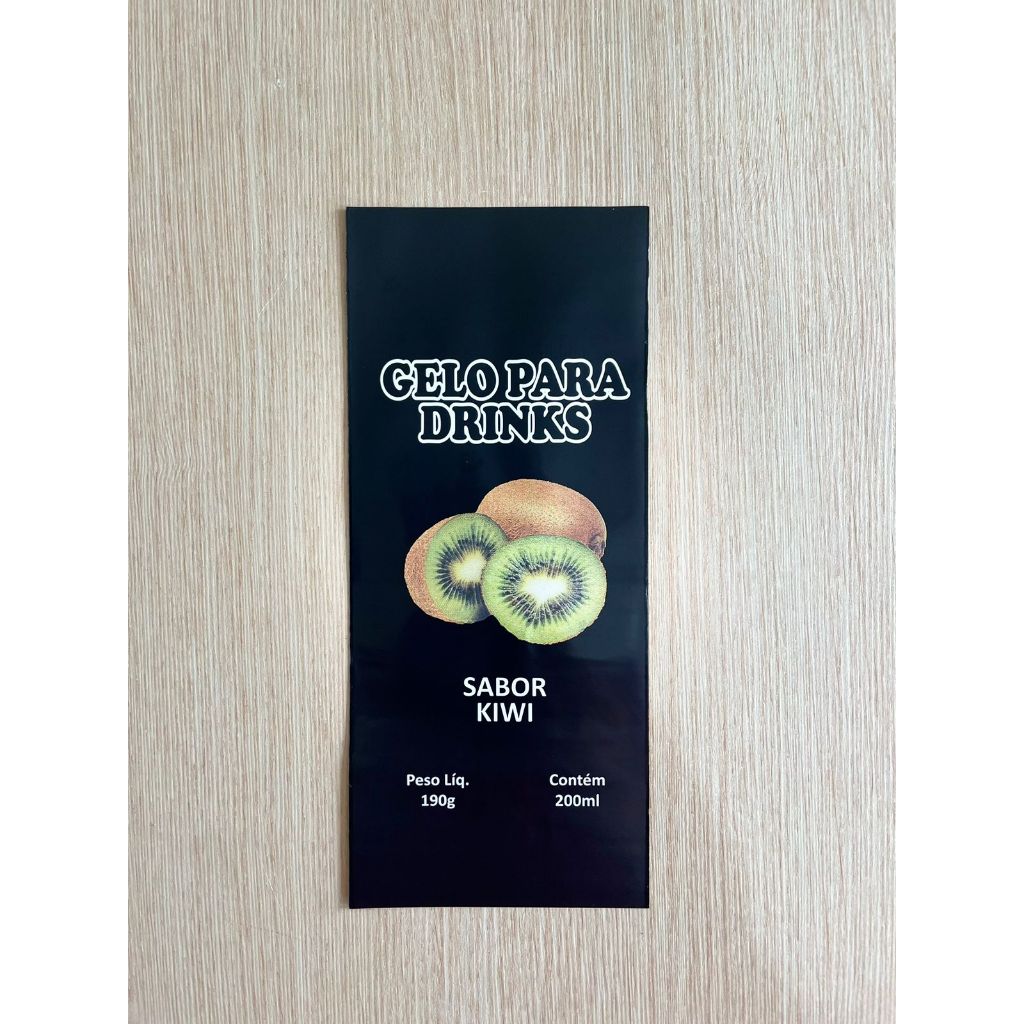 GELO PARA
DRINKS
SABOR
KIWI
Peso Líq.
190g
Contém
200ml